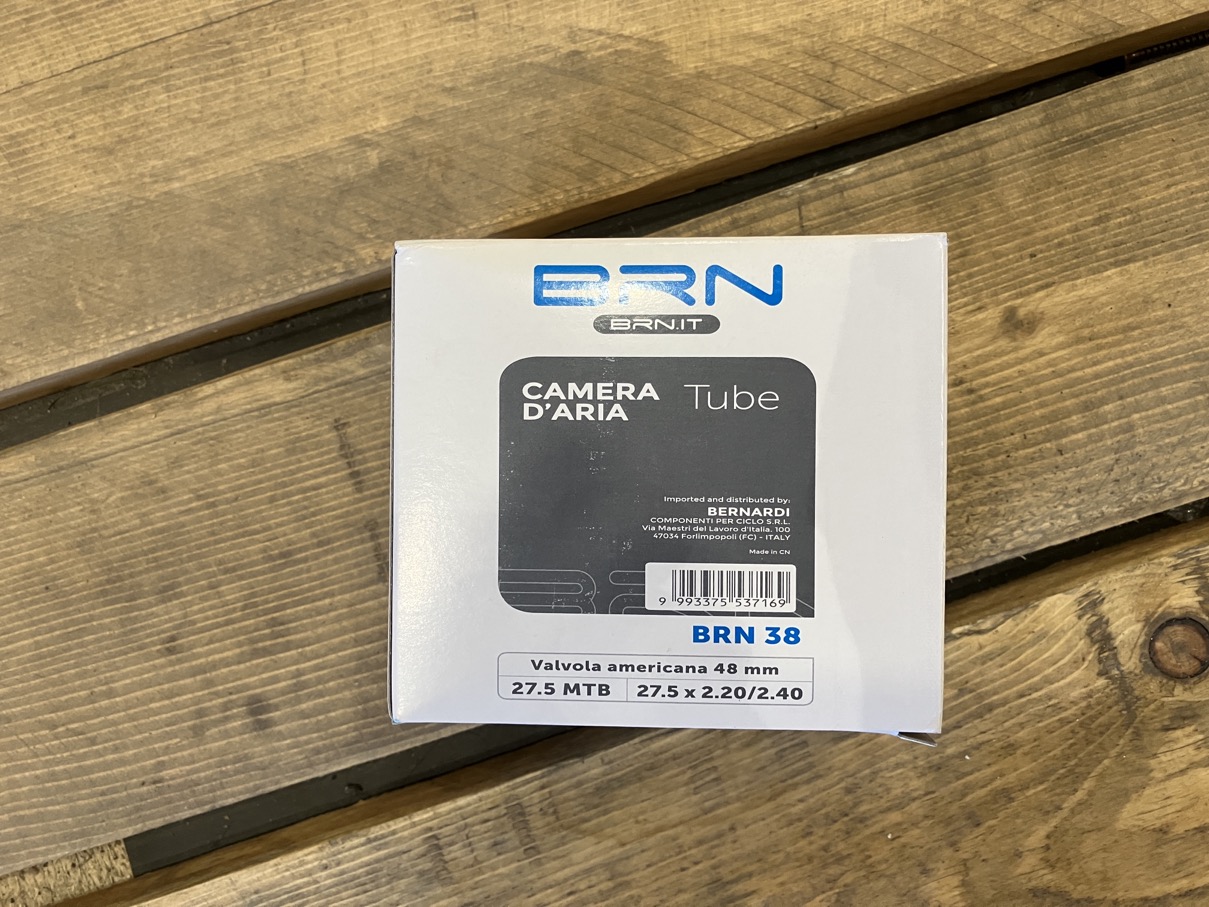 BRN
BRN.IT
CAMERA D'ARIA
Tube
Imported and distributed by:
BERNARDI
COMPONENTI PER CICLO S.R.L.
Via Maestri del Lavoro d'Italia, 100
47034 Forlimpopoli (FC) - ITALY
Made in CN
9 993375 537169
BRN 38
Valvola americana 48 mm
27.5 MTB
27.5 x 2.20/2.40